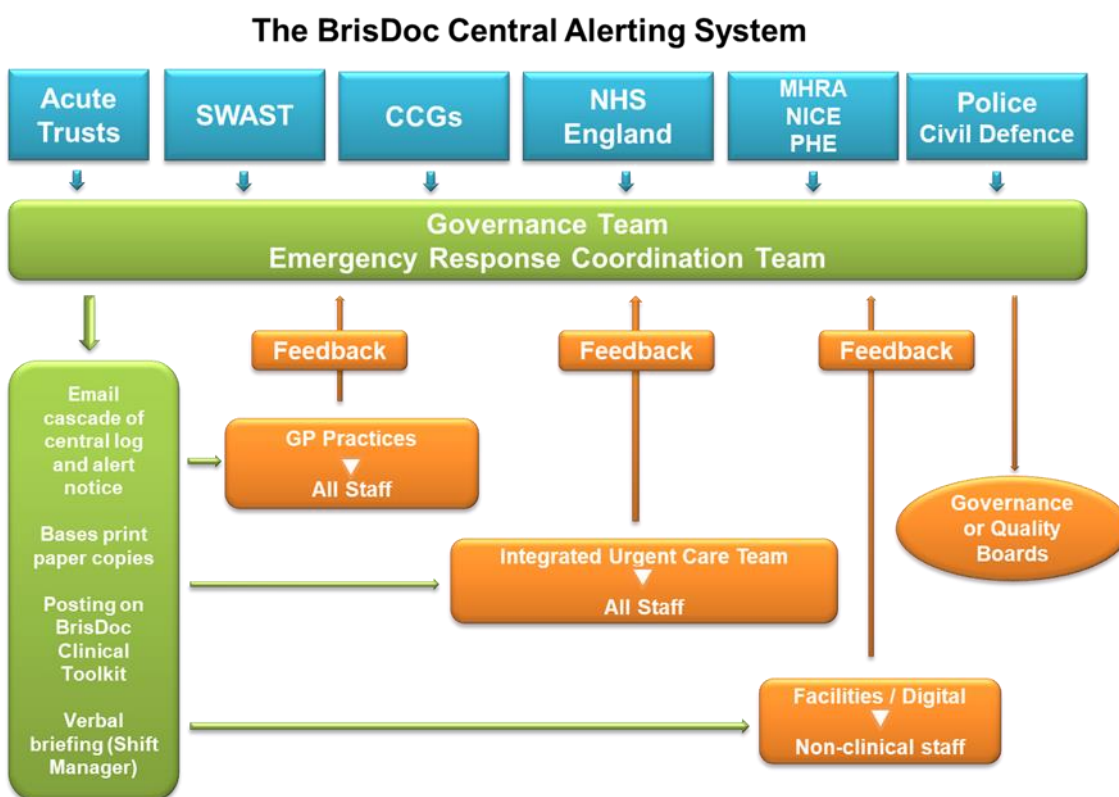 The BrisDoc Central Alerting System
Acute
Trusts
SWAST
CCGs
NHS
England
MHRA
NICE
PHE
Police
Civil Defence
Governance Team
Emergency Response Coordination Team
Feedback
Feedback
Feedback
Email
cascade of
central log
and alert
notice
Bases print
paper copies
Posting on
BrisDoc
Clinical
Toolkit
Verbal
briefing (Shift
Manager)
GP Practices
All Staff
Integrated Urgent Care Team
All Staff
Facilities / Digital
Non-clinical staff
Governance
or Quality
Boards